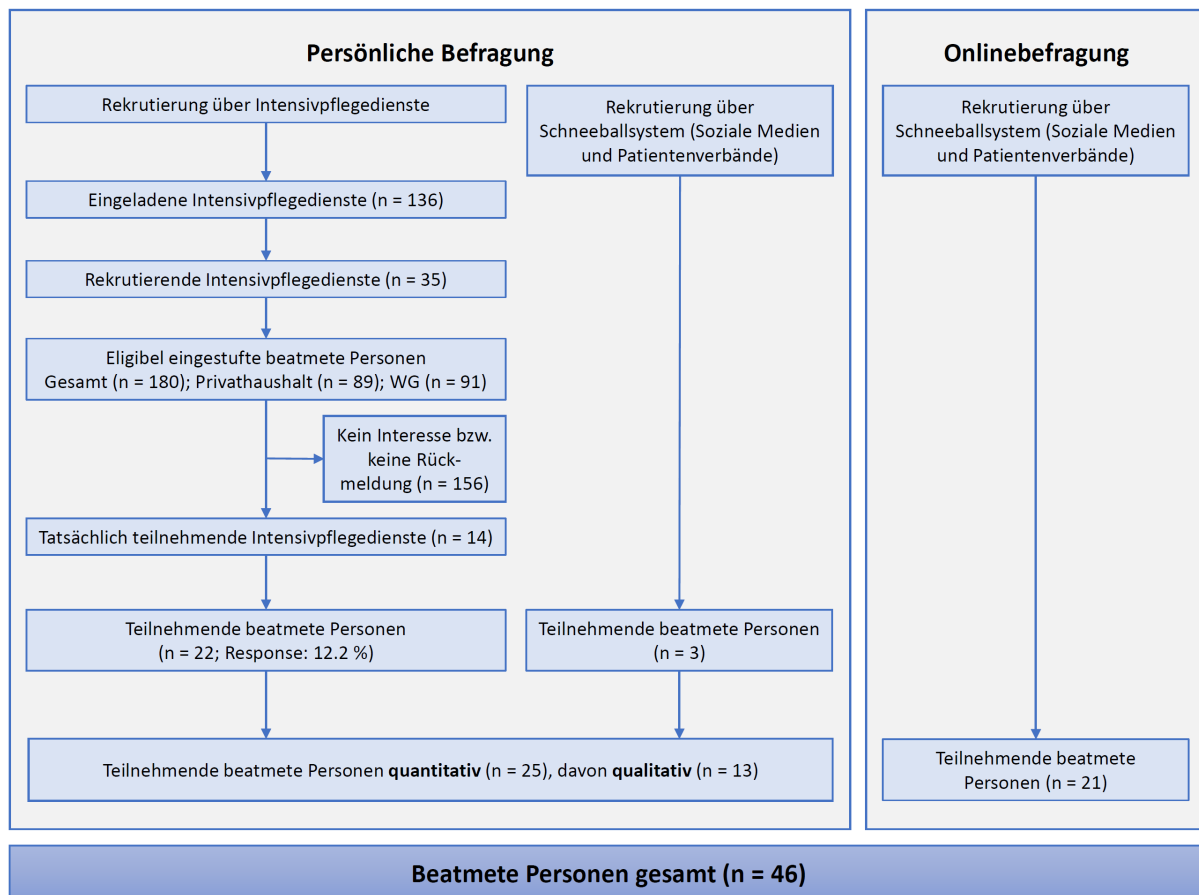 Persönliche Befragung
Rekrutierung über Intensivpflegedienste
Eingeladene Intensivpflegedienste (n = 136)
Rekrutierende Intensivpflegedienste (n = 35)
Eligibel eingestufte beatmete Personen
Gesamt (n = 180); Privathaushalt (n = 89); WG (n = 91)
Kein Interesse bzw.
keine Rück-
meldung (n = 156)
Tatsächlich teilnehmende Intensivpflegedienste (n = 14)
Teilnehmende beatmete Personen
(n = 22; Response: 12.2 %)
Rekrutierung über
Schneeballsystem (Soziale Medien
und Patientenverbände)
Teilnehmende beatmete Personen
(n = 3)
Teilnehmende beatmete Personen quantitativ (n = 25), davon qualitativ (n = 13)
Onlinebefragung
Rekrutierung über
Schneeballsystem (Soziale Medien
und Patientenverbände)
Teilnehmende beatmete
Personen (n = 21)
Beatmete Personen gesamt (n = 46)